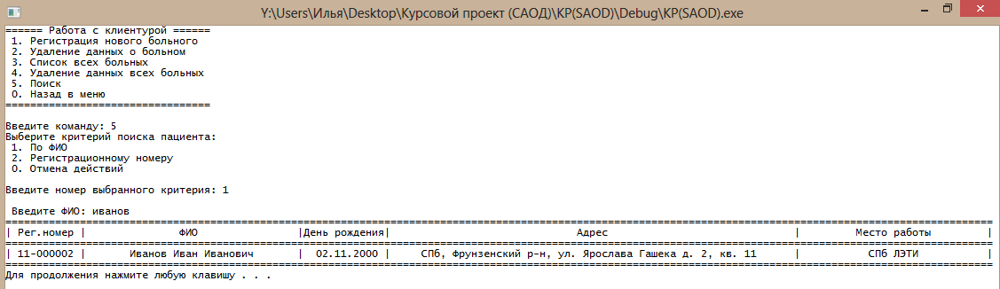 Y:\Users\Илья\Desktop\Курсовой проект (САОД)\KP(SAOD)\Debug\KP(SAOD).exe
====== Работа с клиентурой ======
1. Регистрация нового больного
2. Удаление данных о больном
3. Список всех больных
4. Удаление данных всех больных
5. Поиск
0. Назад в меню
=================================
Введите команду: 5
Выберите критерий поиска пациента:
1. По ФИО
2. Регистрационному номеру
0. Отмена действий
Введите номер выбранного критерия: 1
Введите ФИО: иванов
| Рег.номер | ФИО |День рождения| Адрес | Место работы |
| 11-000002 | Иванов Иван Иванович | 02.11.2000 | СПб, Фрунзенский р-н, ул. Ярослава Гашека д. 2, кв. 11 | СПб ЛЭТИ |
Для продолжения нажмите любую клавишу . . .